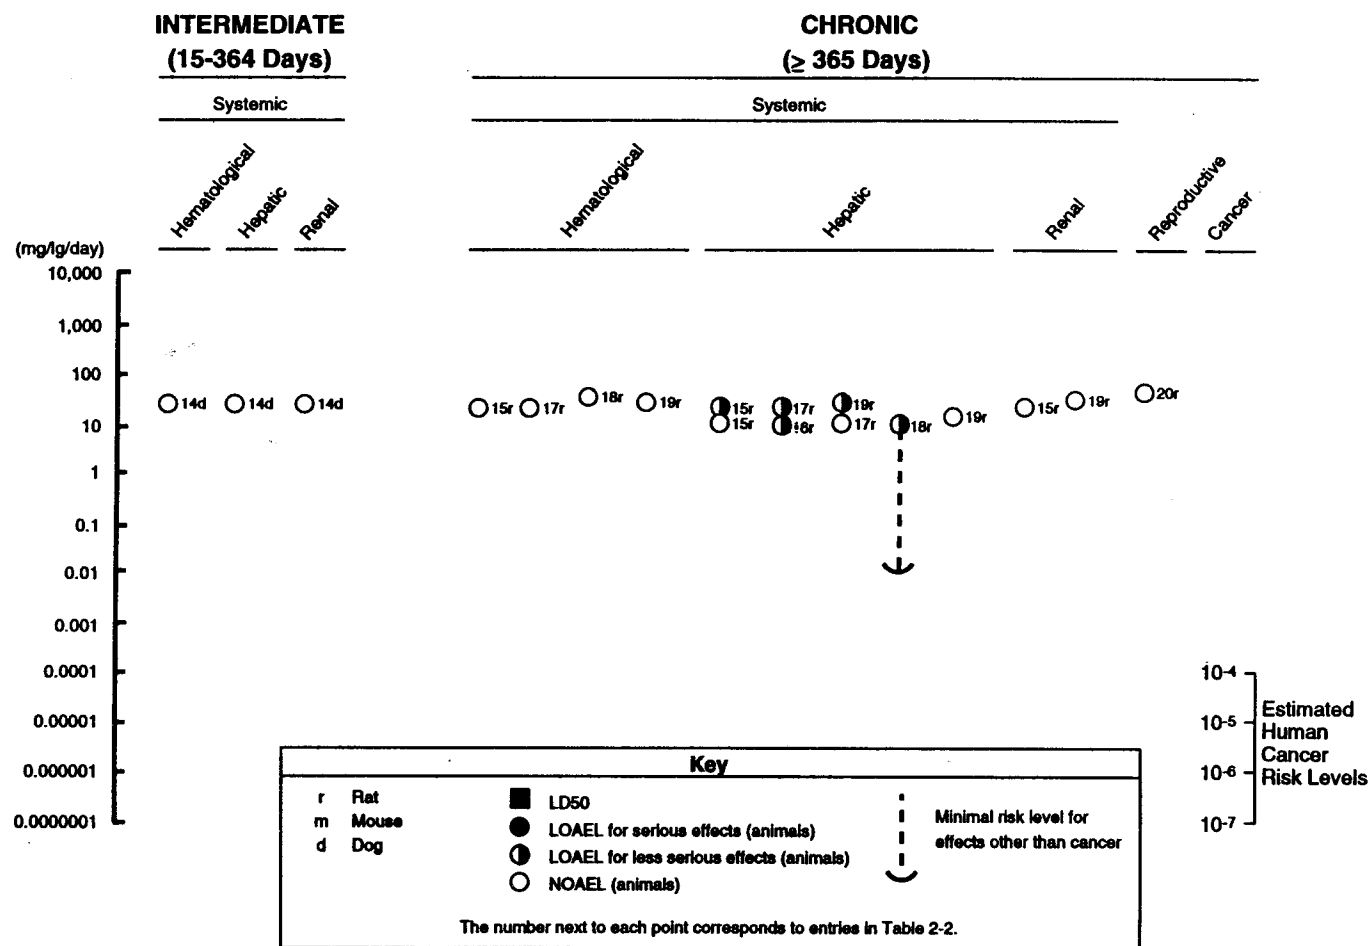 INTERMEDIATE
(15-364 Days)
CHRONIC
(≥ 365 Days)
Systemic
Systemic
Hematological
Hepatic
Renal
Hematological
Hepatic
Renal
Reproductive
Cancer
(mg/lg/day)
10,000
1,000
100
10
1
0.1
0.01
0.001
0.0001
0.00001
0.000001
0.0000001
14d
14d
14d
15r
17r
18r
19r
15r
17r
19r
15r
17r
18r
19r
15r
19r
20r
10-4
10-5
10-6
10-7
Estimated
Human
Cancer
Risk Levels
Key
r Rat
m Mouse
d Dog
LD50
LOAEL for serious effects (animals)
LOAEL for less serious effects (animals)
NOAEL (animals)
Minimal risk level for
effects other than cancer
The number next to each point corresponds to entries in Table 2-2.